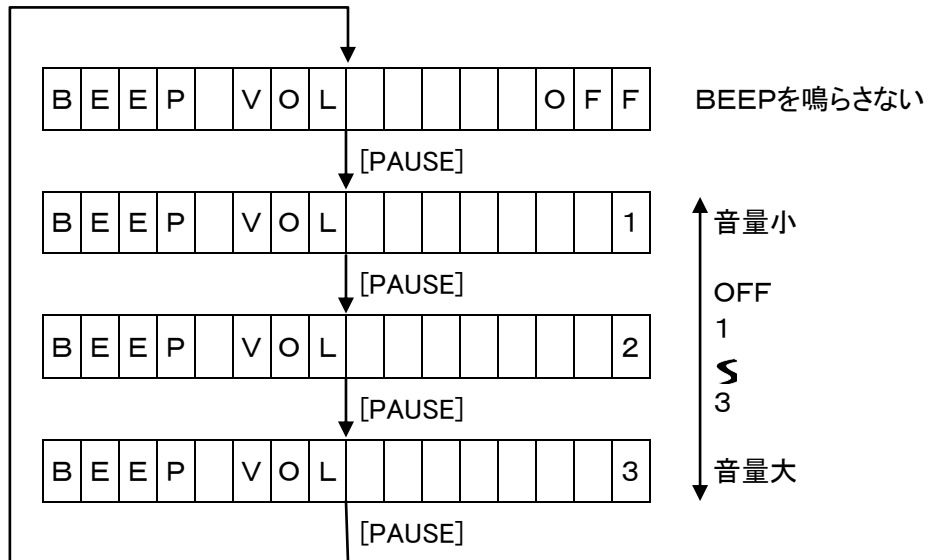 BEEP VOL OFF BEEPを鳴らさない
[PAUSE]
BEEP VOL 1 音量小
[PAUSE]
OFF
1
BEEP VOL 2
S
3
[PAUSE]
BEEP VOL 3 音量大
[PAUSE]